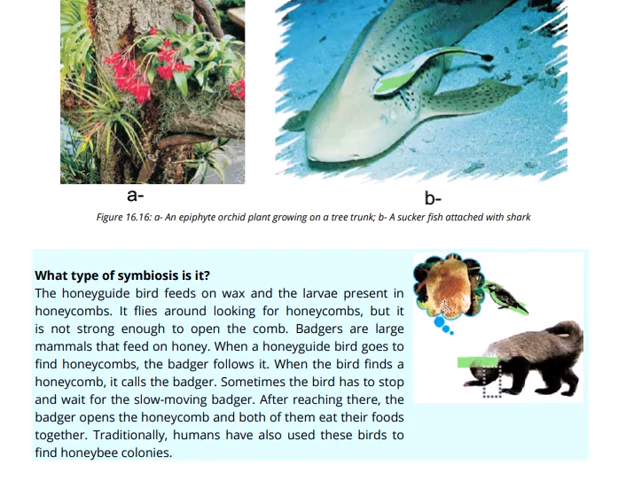 a-
b-
Figure 16.16: a- An epiphyte orchid plant growing on a tree trunk; b- A sucker fish attached with shark
What type of symbiosis is it?
The honeyguide bird feeds on wax and the larvae present in
honeycombs. It flies around looking for honeycombs, but it
is not strong enough to open the comb. Badgers are large
mammals that feed on honey. When a honeyguide bird goes to
find honeycombs, the badger follows it. When the bird finds a
honeycomb, it calls the badger. Sometimes the bird has to stop
and wait for the slow-moving badger. After reaching there, the
badger opens the honeycomb and both of them eat their foods
together. Traditionally, humans have also used these birds to
find honeybee colonies.